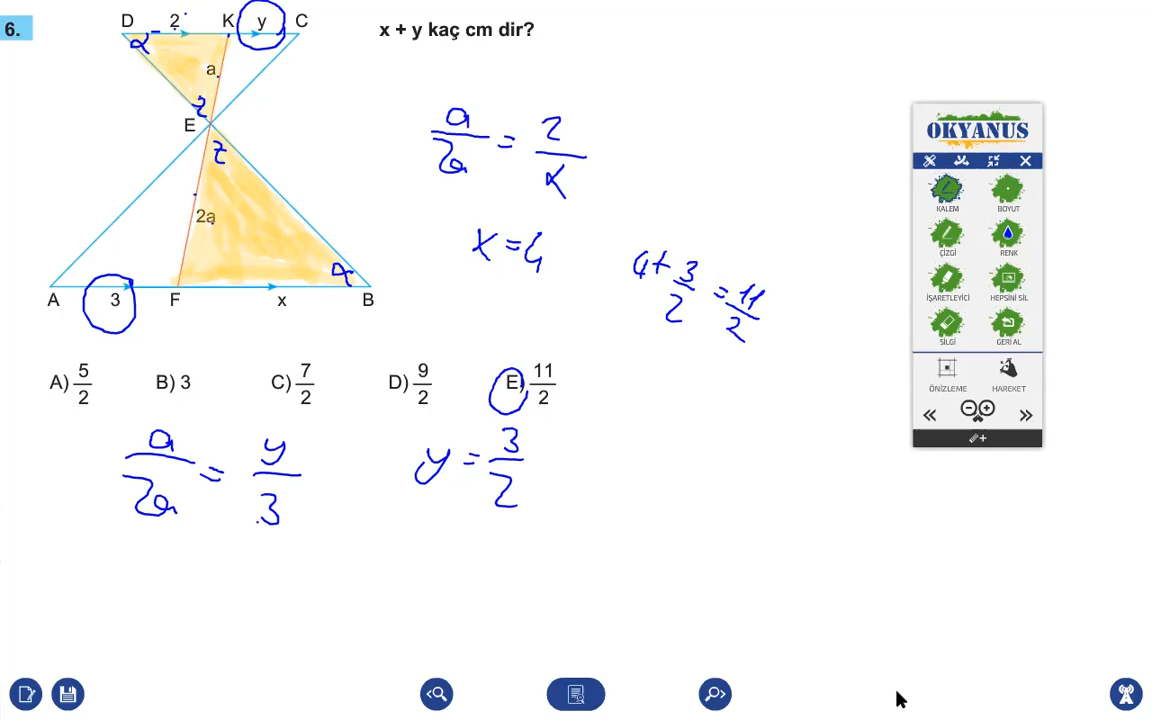 6.
x + y kaç cm dir?
D 2 K y C
α
a
z
E
z
2a
α
A 3 F x B
a/2a = 2/x
x = 4
4 + 3/2 = 11/2
A) 5/2 B) 3 C) 7/2 D) 9/2 E) 11/2
a/2a = y/3
y = 3/2
OKYANUS
KALEM BOYUT
ÇİZGİ RENK
İŞARETLEYİCİ HEPSİNİ SİL
SİLGİ GERİ AL
ÖNİZLEME HAREKET